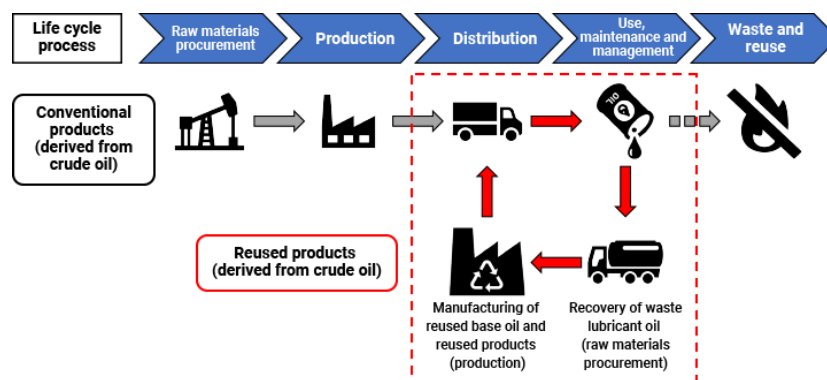 Life cycle
process
Raw materials
procurement
Production
Distribution
Use,
maintenance and
management
Waste and
reuse
Conventional
products
(derived from
crude oil)
OIL
Reused products
(derived from crude oil)
Manufacturing of
reused base oil and
reused products
(production)
Recovery of waste
lubricant oil
(raw materials
procurement)